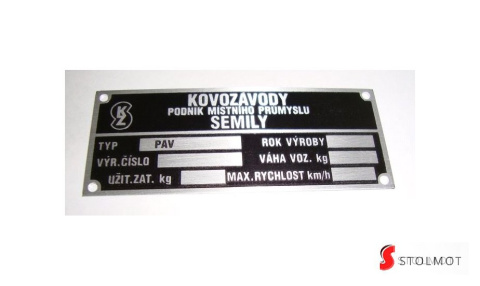 KOVOZÁVODY
PODNIK MÍSTNÍHO PRŮMYSLU
SEMILY
KZ
TYP PAV ROK VÝROBY
VÝR.ČÍSLO VÁHA VOZ. kg
UŽIT.ZAT. kg MAX.RYCHLOST km/h
STOLMOT